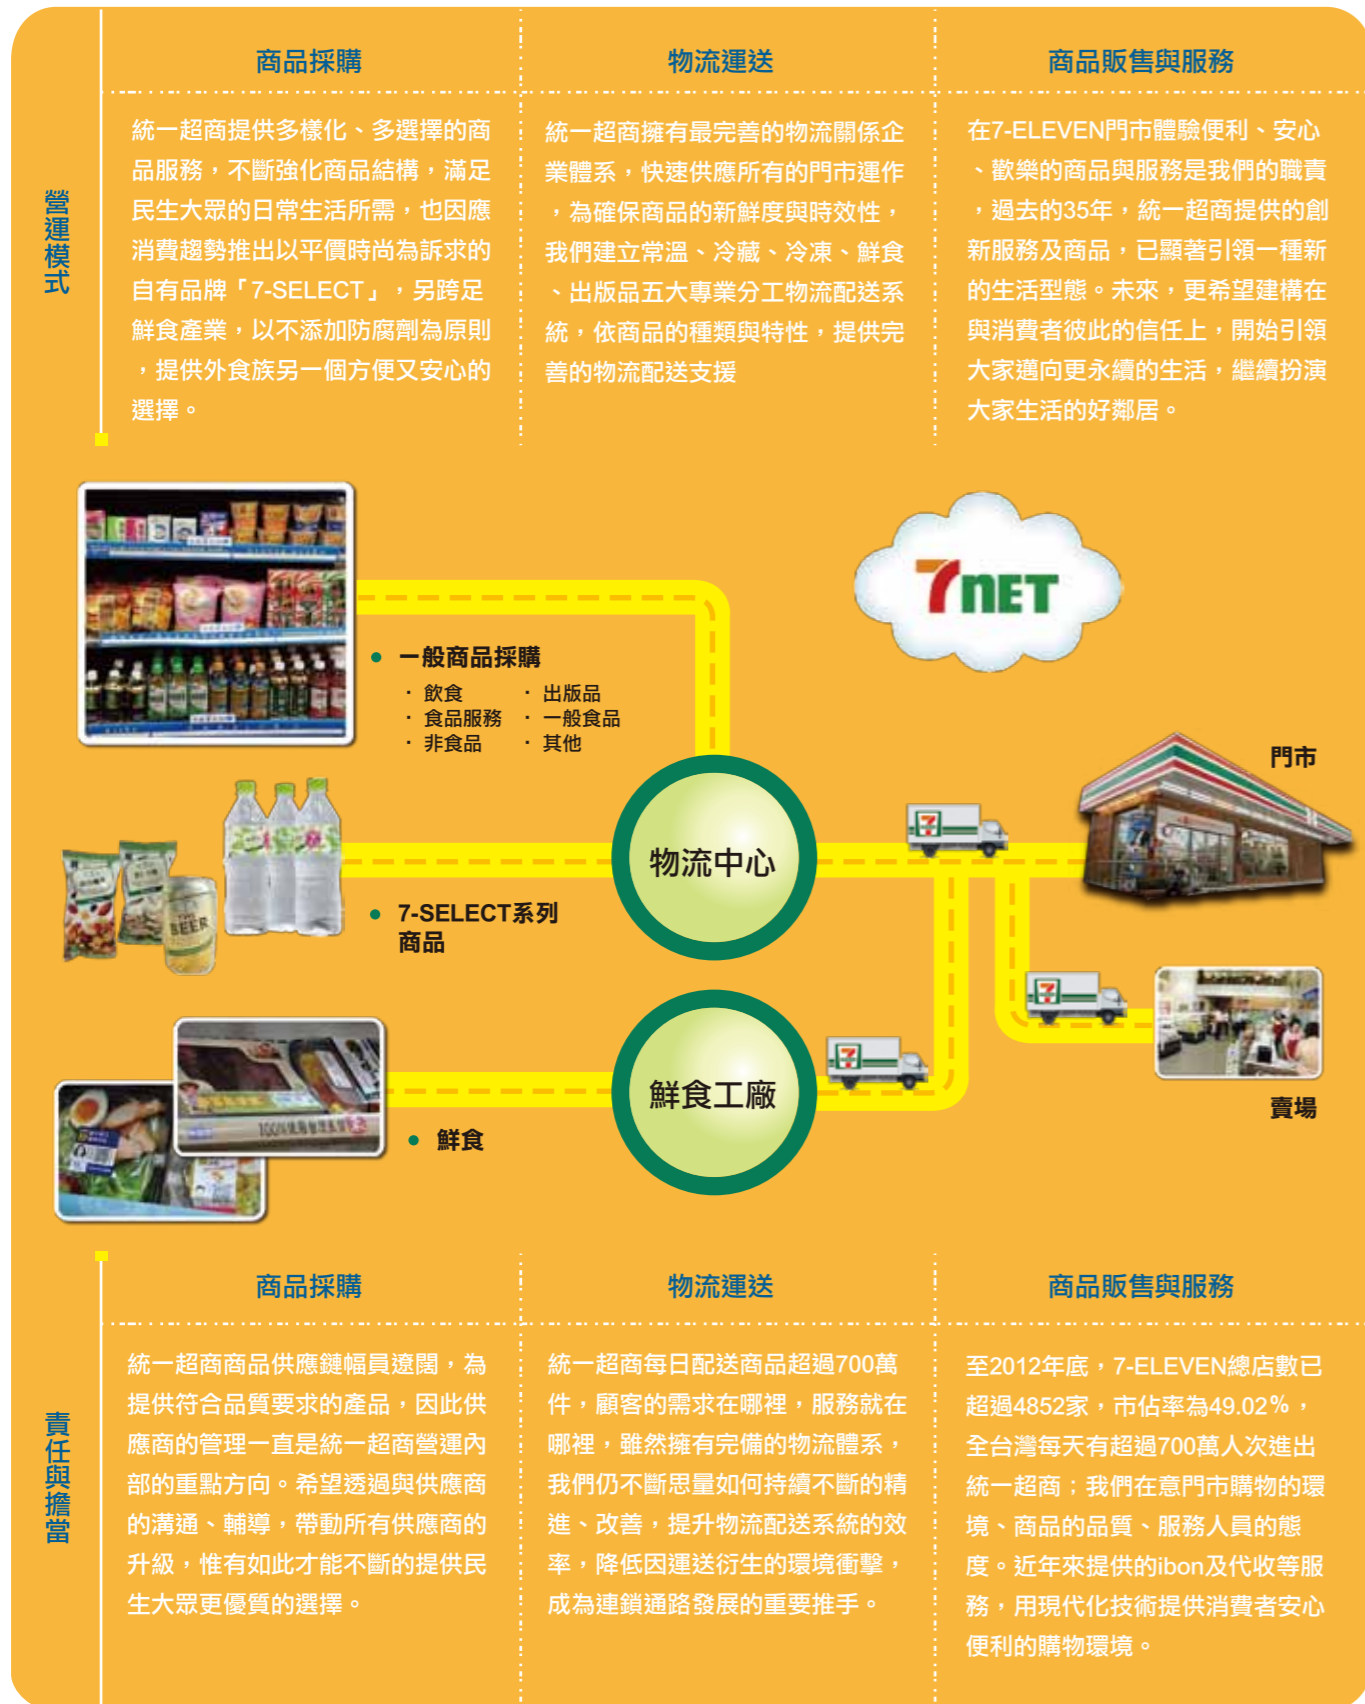 營運模式
商品採購
統一超商提供多樣化、多選擇的商
品服務，不斷強化商品結構，滿足
民生大眾的日常生活所需，也因應
消費趨勢推出以平價時尚為訴求的
自有品牌「7-SELECT」，另跨足
鮮食產業，以不添加防腐劑為原則
，提供外食族另一個方便又安心的
選擇。
物流運送
統一超商擁有最完善的物流關係企
業體系，快速供應所有的門市運作
，為確保商品的新鮮度與時效性，
我們建立常溫、冷藏、冷凍、鮮食
、出版品五大專業分工物流配送系
統，依商品的種類與特性，提供完
善的物流配送支援
商品販售與服務
在7-ELEVEN門市體驗便利、安心
、歡樂的商品與服務是我們的職責
，過去的35年，統一超商提供的創
新服務及商品，已顯著引領一種新
的生活型態。未來，更希望建構在
與消費者彼此的信任上，開始引領
大家邁向更永續的生活，繼續扮演
大家生活的好鄰居。
7NET
• 一般商品採購
· 飲食 · 出版品
· 食品服務 · 一般食品
· 非食品 · 其他
門市
物流中心
THE
BEER
• 7-SELECT系列
商品
鮮食工廠
• 鮮食
賣場
責任與擔當
商品採購
統一超商商品供應鏈幅員遼闊，為
提供符合品質要求的產品，因此供
應商的管理一直是統一超商營運內
部的重點方向。希望透過與供應商
的溝通、輔導，帶動所有供應商的
升級，惟有如此才能不斷的提供民
生大眾更優質的選擇。
物流運送
統一超商每日配送商品超過700萬
件，顧客的需求在哪裡，服務就在
哪裡，雖然擁有完備的物流體系，
我們仍不斷思量如何持續不斷的精
進、改善，提升物流配送系統的效
率，降低因運送衍生的環境衝擊，
成為連鎖通路發展的重要推手。
商品販售與服務
至2012年底，7-ELEVEN總店數已
超過4852家，市佔率為49.02%，
全台灣每天有超過700萬人次進出
統一超商；我們在意門市購物的環
境、商品的品質、服務人員的態
度。近年來提供的ibon及代收等服
務，用現代化技術提供消費者安心
便利的購物環境。